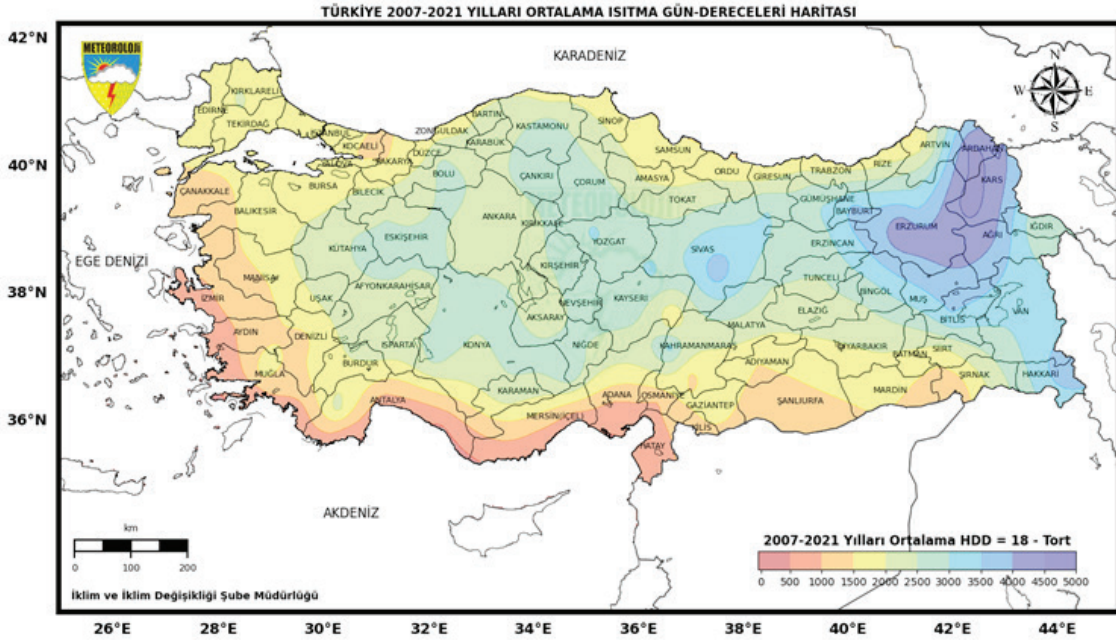 TÜRKİYE 2007-2021 YILLARI ORTALAMA ISITMA GÜN-DERECELERİ HARİTASI
42°N
40°N
38°N
36°N
METEOROLOJİ
KARADENİZ
N
W E
S
KIRKLARELİ
EDİRNE
TEKİRDAĞ
İSTANBUL
KOCAELİ
YALOVA
SAKARYA
DÜZCE
ZONGULDAK
BARTIN
KARABÜK
KASTAMONU
SİNOP
SAMSUN
ORDU
GİRESUN
TRABZON
RİZE
ARTVİN
ARDAHAN
KARS
ÇANAKKALE
BALIKESİR
BURSA
BİLECİK
BOLU
ÇANKIRI
ÇORUM
AMASYA
TOKAT
GÜMÜŞHANE
BAYBURT
ERZURUM
AĞRI
IĞDIR
EGE DENİZİ
KÜTAHYA
ESKİŞEHİR
ANKARA
KIRIKKALE
YOZGAT
SİVAS
ERZİNCAN
MANİSA
UŞAK
AFYONKARAHİSAR
KIRŞEHİR
NEVŞEHİR
KAYSERİ
TUNCELİ
BİNGÖL
MUŞ
BİTLİS
VAN
İZMİR
AYDIN
DENİZLİ
ISPARTA
KONYA
AKSARAY
NİĞDE
KAHRAMANMARAŞ
MALATYA
ELAZIĞ
DİYARBAKIR
BATMAN
SİİRT
MUĞLA
BURDUR
ANTALYA
KARAMAN
MERSİN(İÇEL)
ADANA
OSMANİYE
GAZİANTEP
KİLİS
HATAY
ADIYAMAN
ŞANLIURFA
MARDİN
ŞIRNAK
HAKKARİ
AKDENİZ
km
0 100 200
İklim ve İklim Değişikliği Şube Müdürlüğü
2007-2021 Yılları Ortalama HDD = 18 - Tort
0 500 1000 1500 2000 2500 3000 3500 4000 4500 5000
26°E 28°E 30°E 32°E 34°E 36°E 38°E 40°E 42°E 44°E